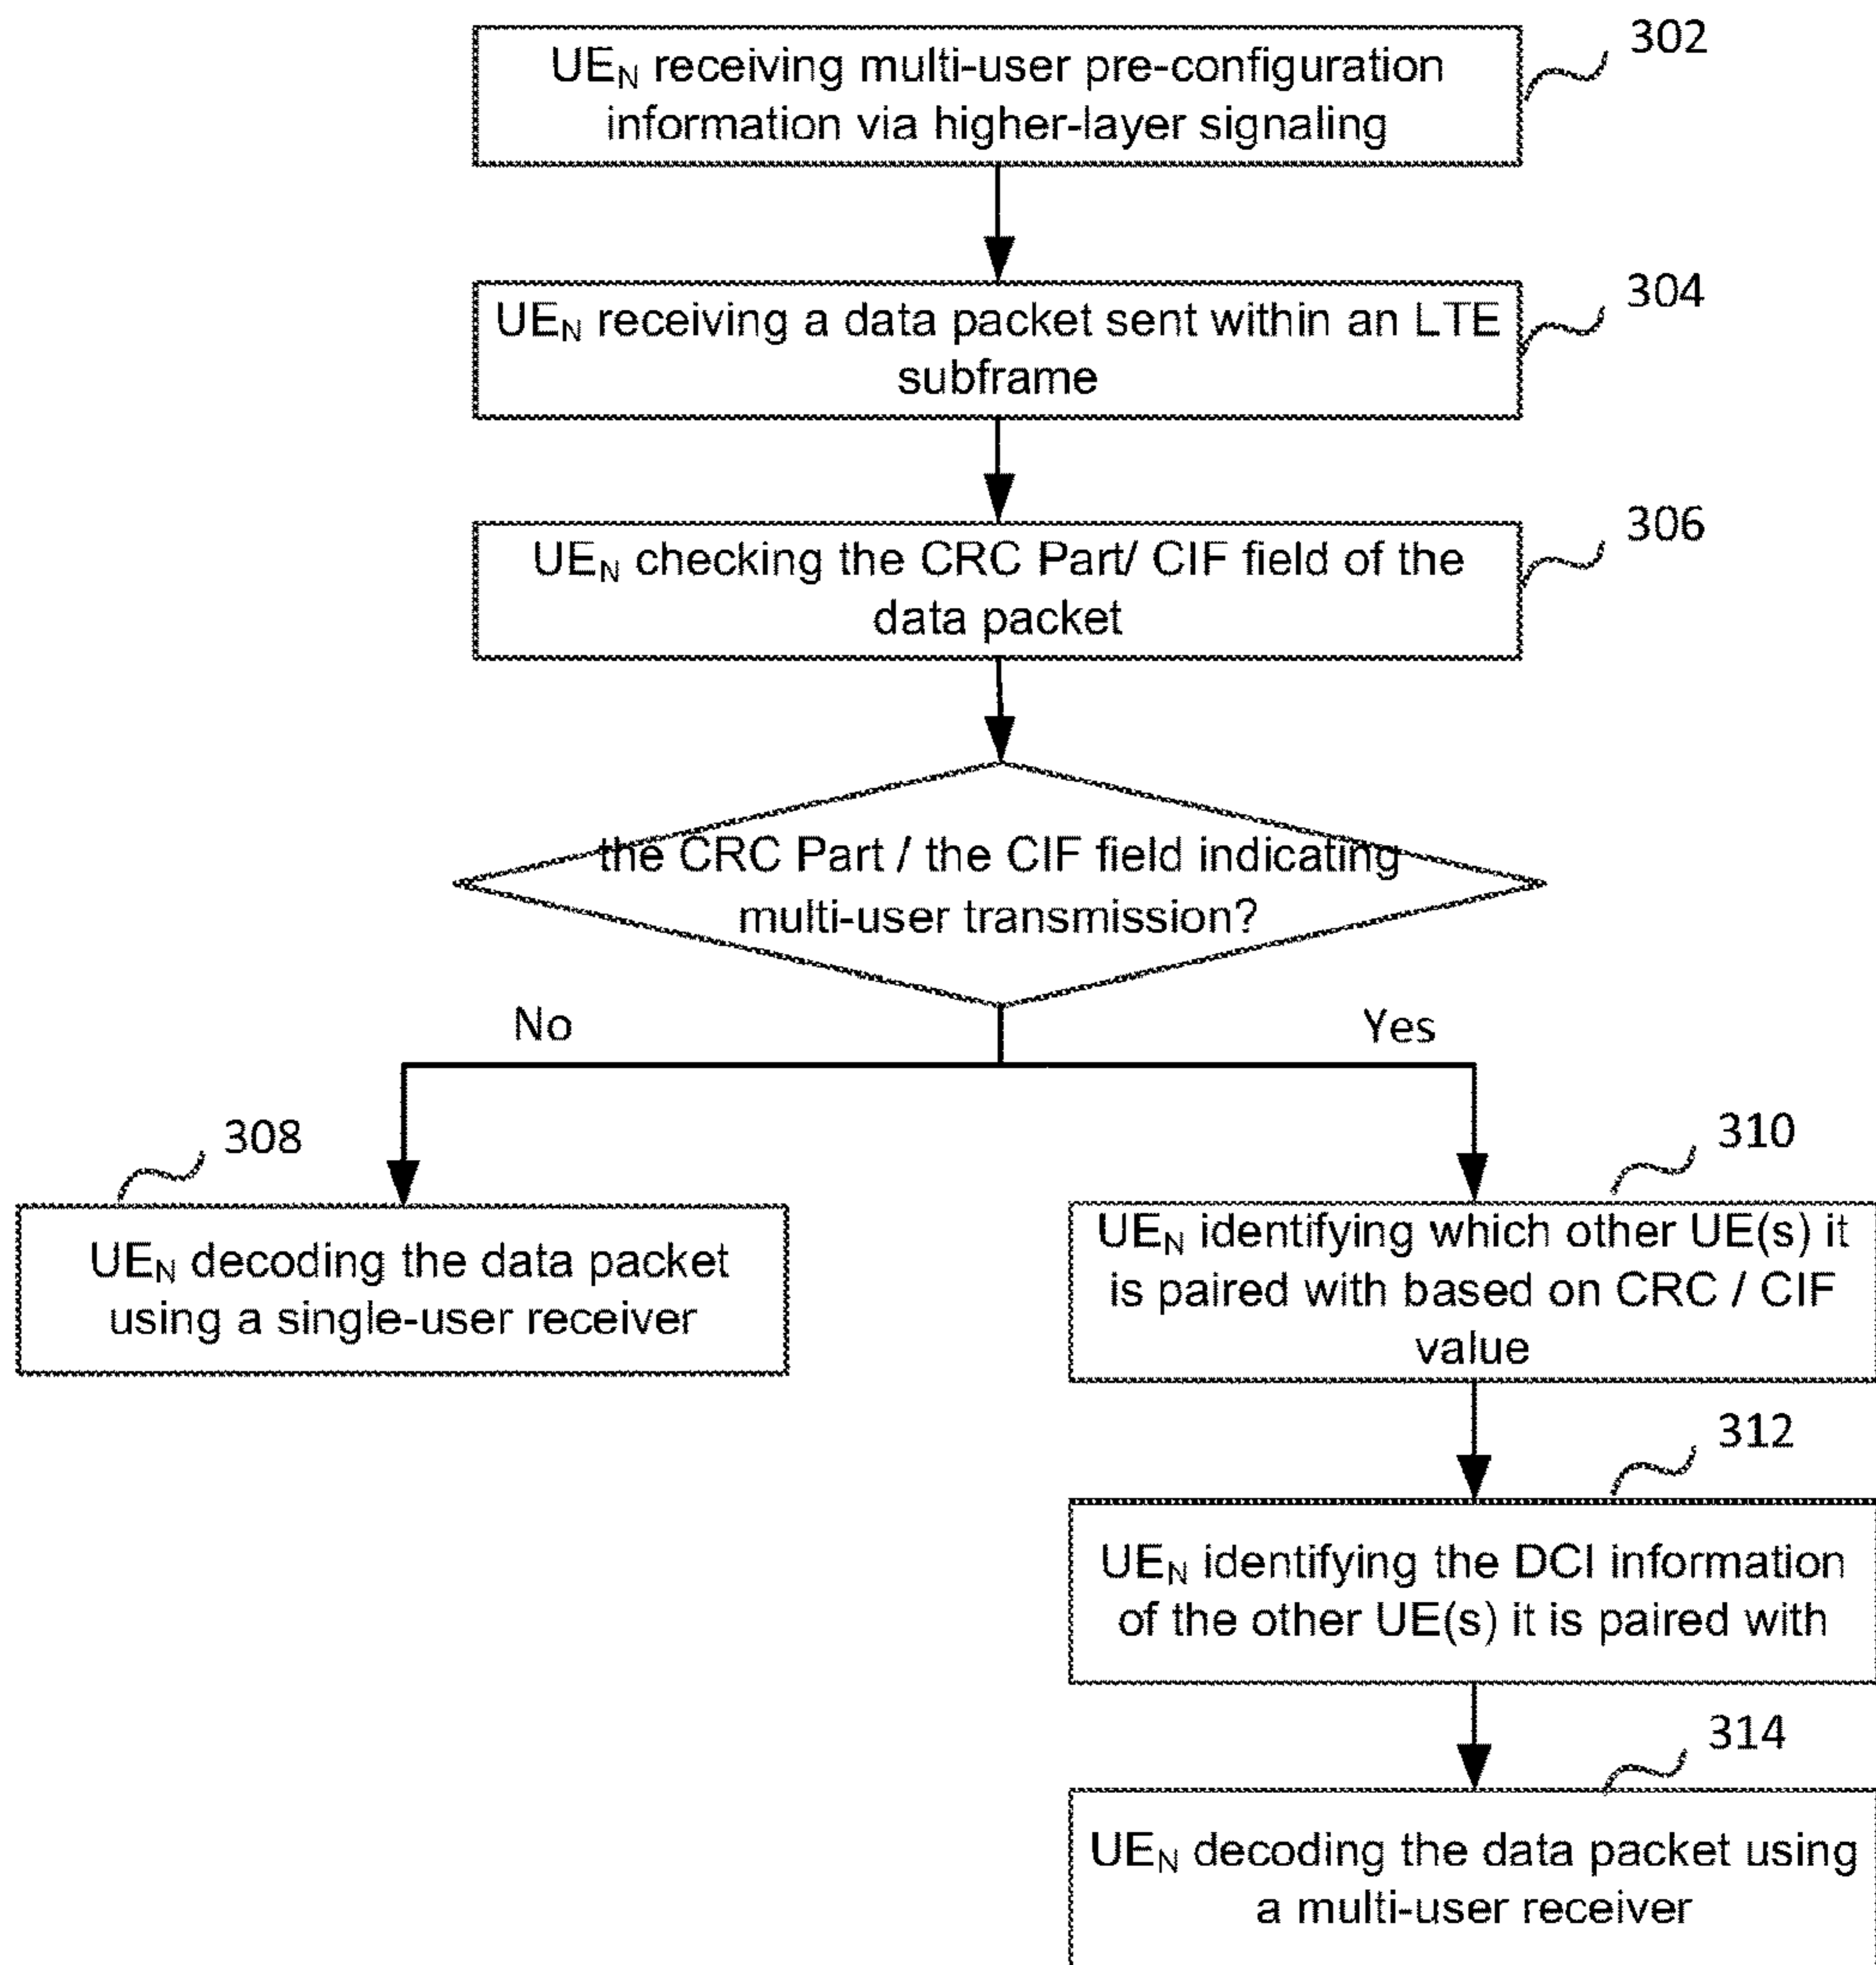 UEN receiving multi-user pre-configuration
information via higher-layer signaling
302
UEN receiving a data packet sent within an LTE
subframe
304
UEN checking the CRC Part/ CIF field of the
data packet
306
the CRC Part / the CIF field indicating
multi-user transmission?
No
Yes
308
UEN decoding the data packet
using a single-user receiver
310
UEN identifying which other UE(s) it
is paired with based on CRC / CIF
value
312
UEN identifying the DCI information
of the other UE(s) it is paired with
314
UEN decoding the data packet using
a multi-user receiver